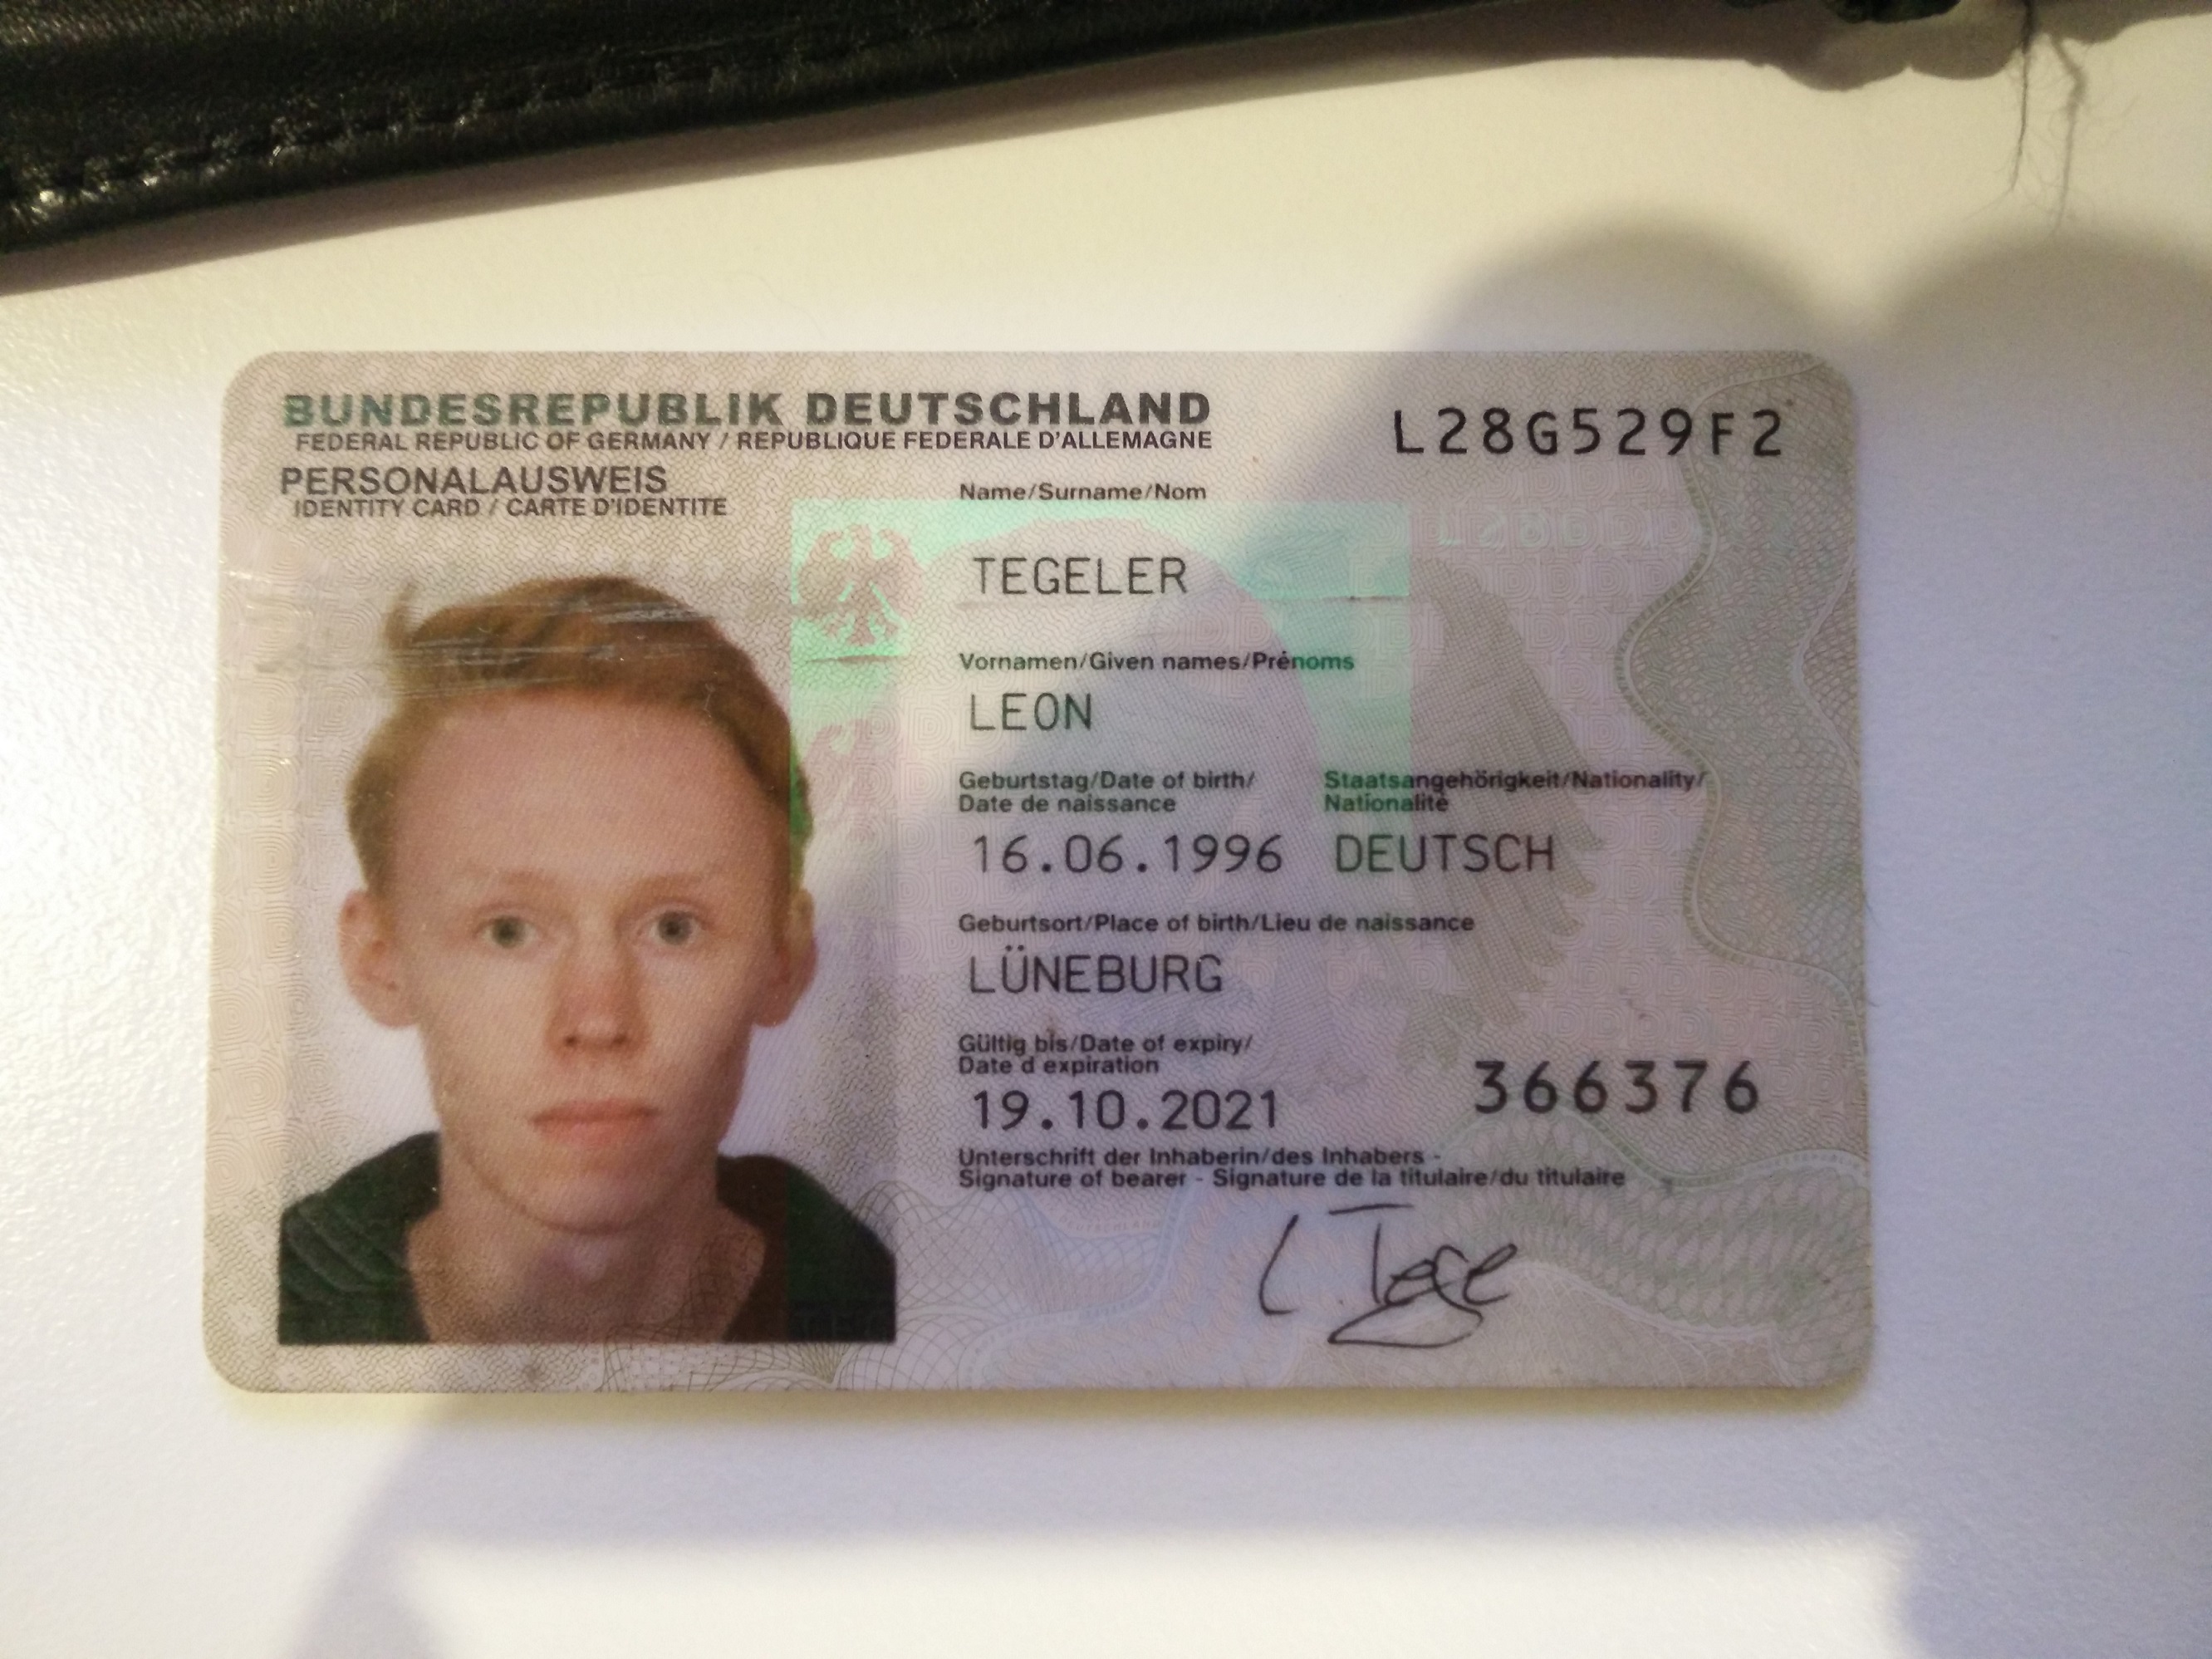 BUNDESREPUBLIK DEUTSCHLAND
FEDERAL REPUBLIC OF GERMANY / REPUBLIQUE FEDERALE D'ALLEMAGNE
L28G529F2
PERSONALAUSWEIS
IDENTITY CARD / CARTE D'IDENTITE
Name/Surname/Nom
TEGELER
Vornamen/Given names/Prénoms
LEON
Geburtstag/Date of birth/
Date de naissance
16.06.1996
Staatsangehörigkeit/Nationality/
Nationalité
DEUTSCH
Geburtsort/Place of birth/Lieu de naissance
LÜNEBURG
Gültig bis/Date of expiry/
Date d expiration
19.10.2021
366376
Unterschrift der Inhaberin/des Inhabers -
Signature of bearer - Signature de la titulaire/du titulaire